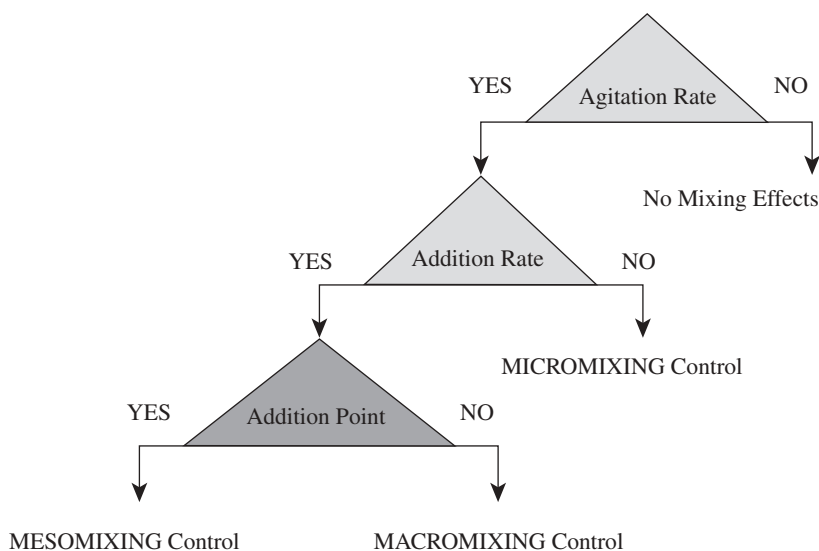 YES
Agitation Rate
NO
No Mixing Effects
YES
Addition Rate
NO
MICROMIXING Control
YES
Addition Point
NO
MESOMIXING Control
MACROMIXING Control